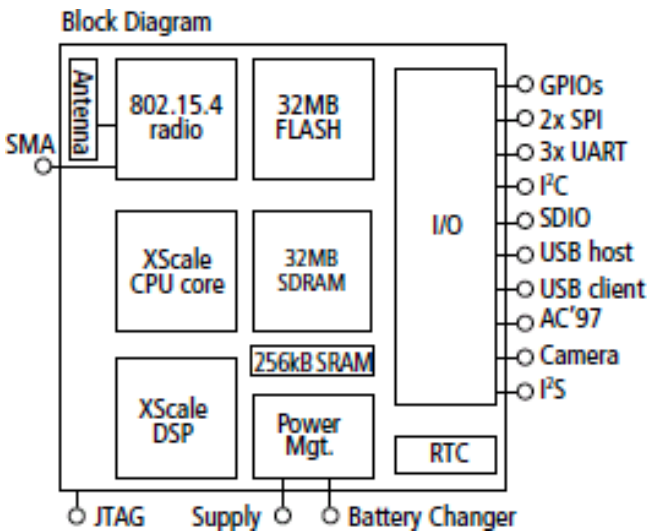 Block Diagram
Antenna
802.15.4
radio
32MB
FLASH
SMA
XScale
CPU core
32MB
SDRAM
256kB SRAM
XScale
DSP
Power
Mgt.
I/O
RTC
GPIOs
2x SPI
3x UART
I²C
SDIO
USB host
USB client
AC'97
Camera
I²S
JTAG
Supply
Battery Changer